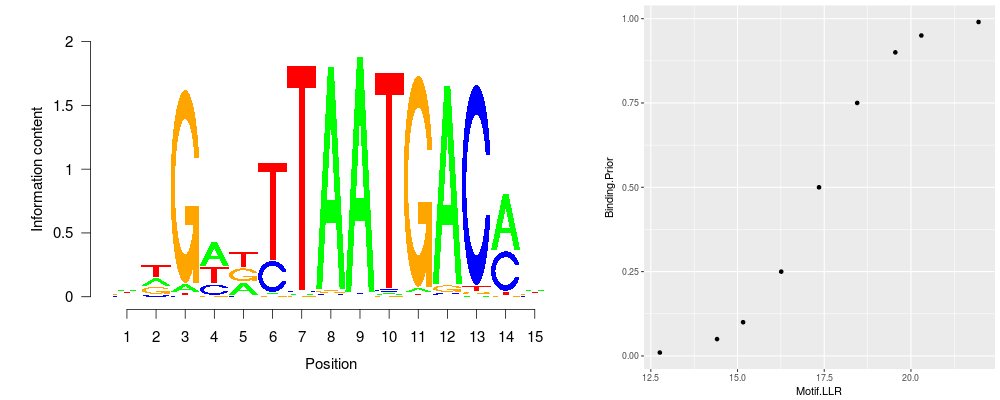 Information content
2
1.5
1
0.5
0
T G A T T T A A T G A C A
A A T G C C
G C A
1 2 3 4 5 6 7 8 9 10 11 12 13 14 15
Position
Binding.Prior
1.00
0.75
0.50
0.25
0.00
12.5 15.0 17.5 20.0
Motif.LLR